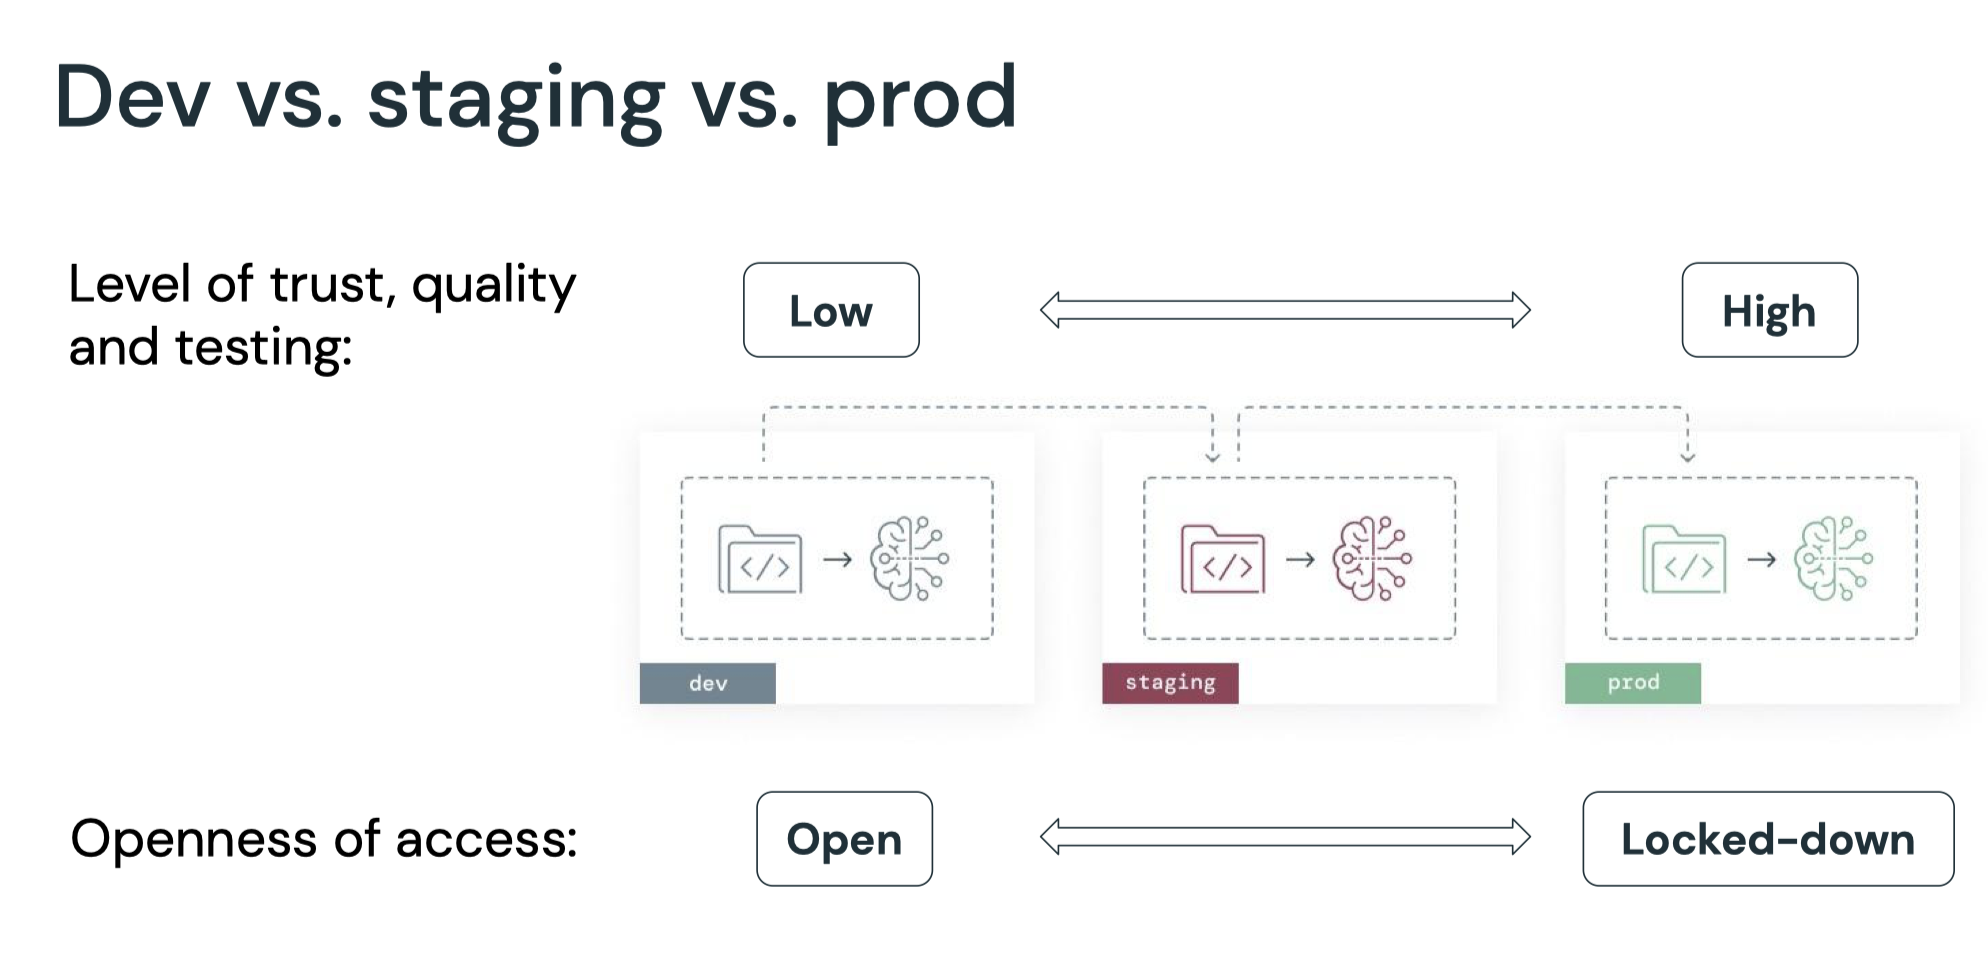 Dev vs. staging vs. prod
Level of trust, quality
and testing:
Low
High
</>
</>
</>
dev
staging
prod
Openness of access:
Open
Locked-down